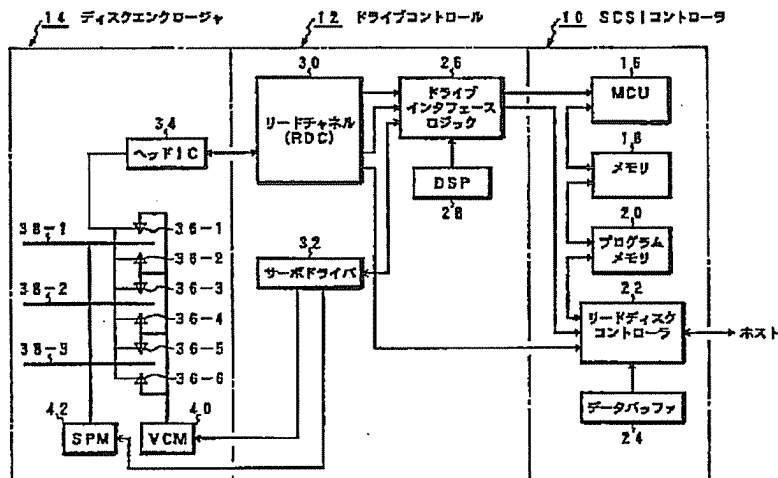 14 ディスクエンクロージャ
12 ドライブコントロール
10 SCSIコントローラ
30
リードチャネル
(RDC)
26
ドライブ
インタフェース
ロジック
16
MCU
34
ヘッドIC
18
メモリ
DSP
28
38-1
36-1
36-2
38-2
36-3
36-4
38-3
36-5
36-6
32
サーボドライバ
20
プログラム
メモリ
22
リードディスク
コントローラ
ホスト
42
SPM
40
VCM
データバッファ
24